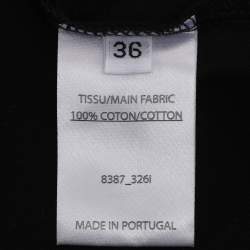 36
TISSU/MAIN FABRIC
100% COTON/COTTON
8387_326i
MADE IN PORTUGAL